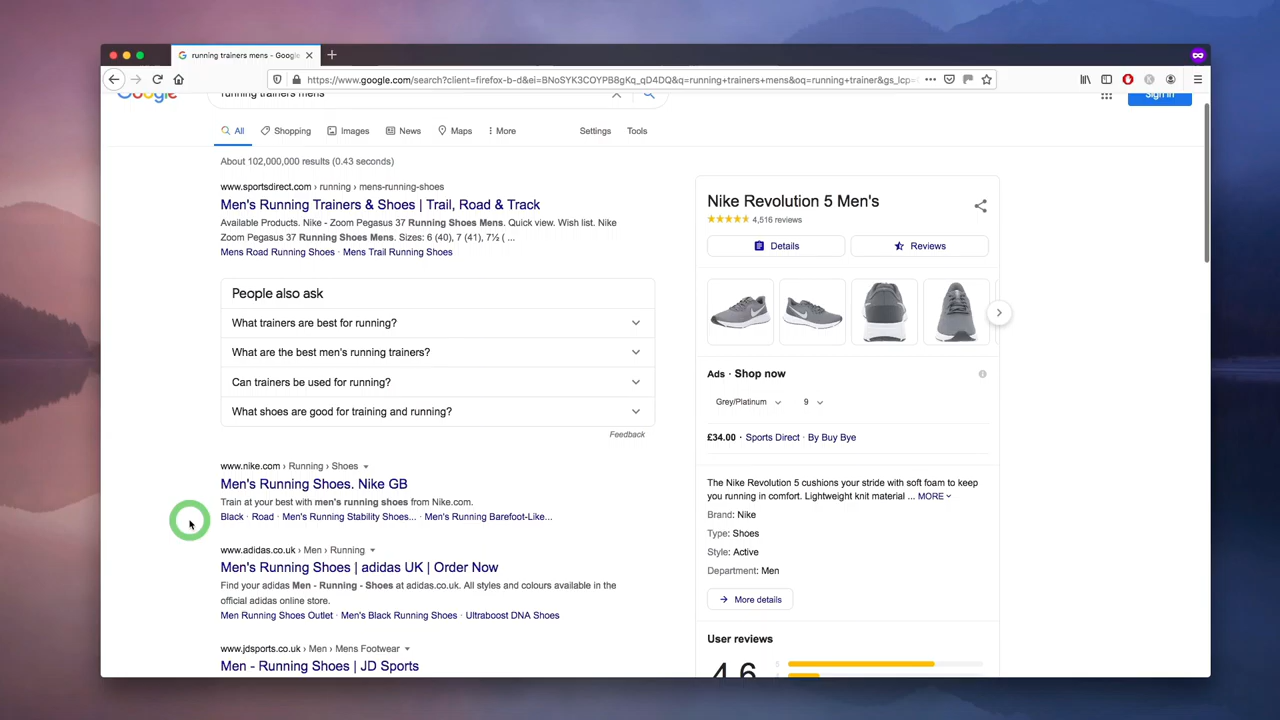 running trainers mens - Google
https://www.google.com/search?client=firefox-b-d&ei=BNoSYK3COYPB8gKq_qD4DQ&q=running+trainers+mens&oq=running+trainer&gs_lcp=
Google
running trainers mens
Sign in
All
Shopping
Images
News
Maps
More
Settings
Tools
About 102,000,000 results (0.43 seconds)
www.sportsdirect.com › running › mens-running-shoes
Men's Running Trainers & Shoes | Trail, Road & Track
Available Products. Nike - Zoom Pegasus 37 Running Shoes Mens. Quick view. Wish list. Nike
Zoom Pegasus 37 Running Shoes Mens. Sizes: 6 (40), 7 (41), 7½ ( ...
Mens Road Running Shoes · Mens Trail Running Shoes
People also ask
What trainers are best for running?
What are the best men's running trainers?
Can trainers be used for running?
What shoes are good for training and running?
Feedback
www.nike.com › Running › Shoes
Men's Running Shoes. Nike GB
Train at your best with men's running shoes from Nike.com.
Black · Road · Men's Running Stability Shoes... · Men's Running Barefoot-Like...
www.adidas.co.uk › Men › Running
Men's Running Shoes | adidas UK | Order Now
Find your adidas Men - Running - Shoes at adidas.co.uk. All styles and colours available in the
official adidas online store.
Men Running Shoes Outlet · Men's Black Running Shoes · Ultraboost DNA Shoes
www.jdsports.co.uk › Men › Mens Footwear
Men - Running Shoes | JD Sports
Nike Revolution 5 Men's
4,516 reviews
Details
Reviews
Ads · Shop now
Grey/Platinum
9
£34.00 · Sports Direct · By Buy Bye
The Nike Revolution 5 cushions your stride with soft foam to keep
you running in comfort. Lightweight knit material ... MORE
Brand: Nike
Type: Shoes
Style: Active
Department: Men
More details
User reviews
4.6
5